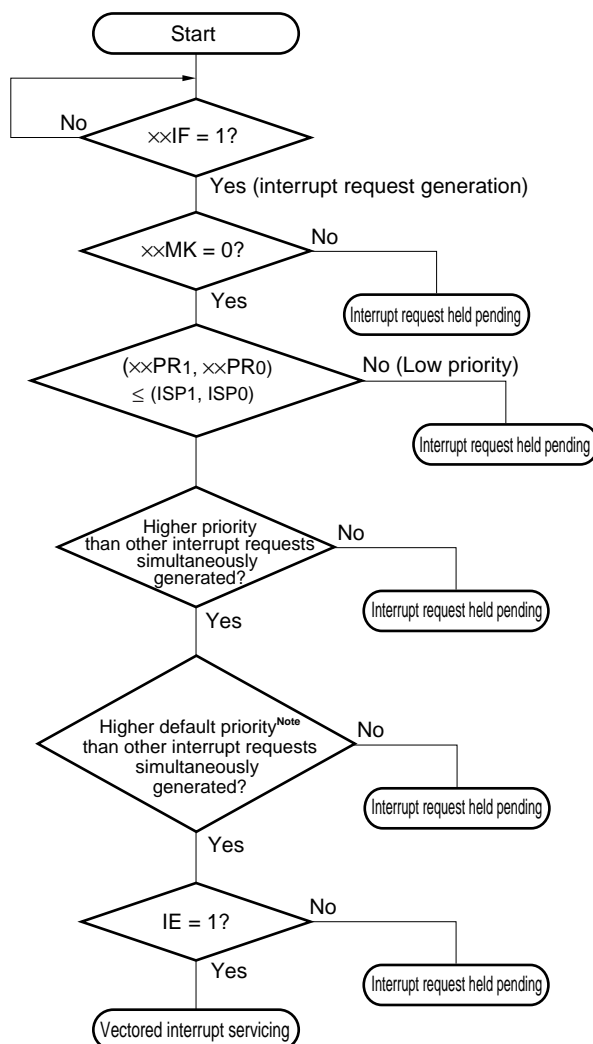 Start
No
××IF = 1?
Yes (interrupt request generation)
××MK = 0?
No
Interrupt request held pending
Yes
(××PR1, ××PR0)
≤ (ISP1, ISP0)
No (Low priority)
Interrupt request held pending
Higher priority
than other interrupt requests
simultaneously
generated?
No
Interrupt request held pending
Yes
Higher default priorityNote
than other interrupt requests
simultaneously
generated?
No
Interrupt request held pending
Yes
IE = 1?
No
Interrupt request held pending
Yes
Vectored interrupt servicing